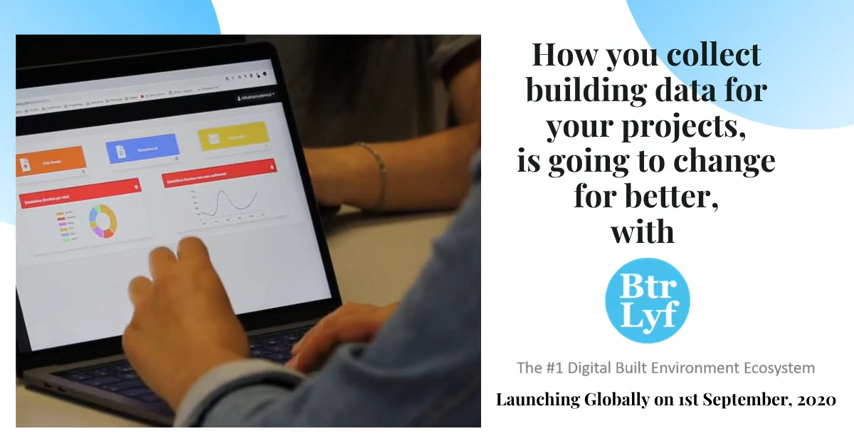 How you collect
building data for
your projects,
is going to change
for better,
with
Btr
Lyf
The #1 Digital Built Environment Ecosystem
Launching Globally on 1st September, 2020